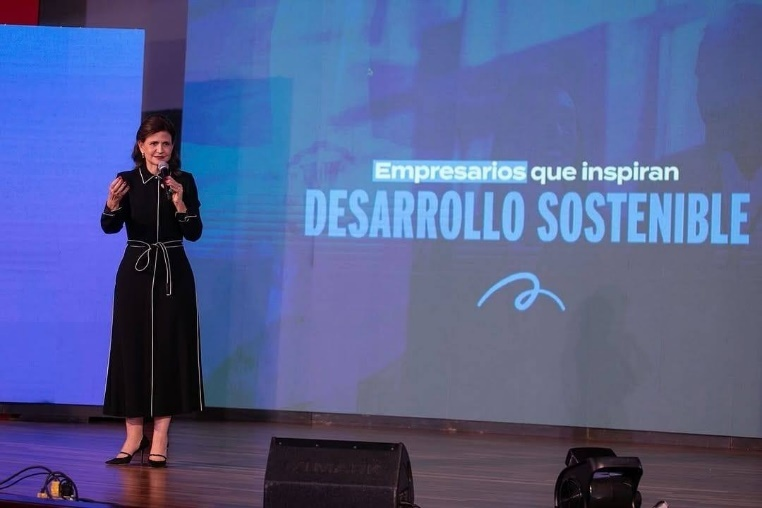 Empresarios que inspiran
DESARROLLO SOSTENIBLE